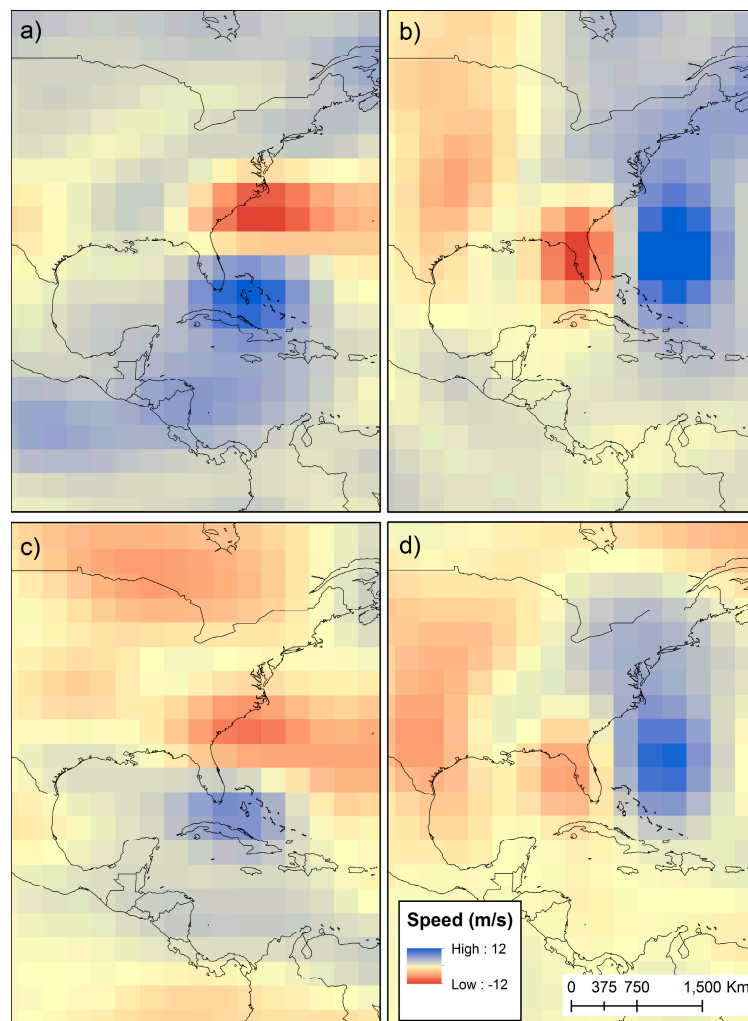 a)
b)
c)
d)
Speed (m/s)
High : 12
Low : -12
0 375 750 1,500 Km